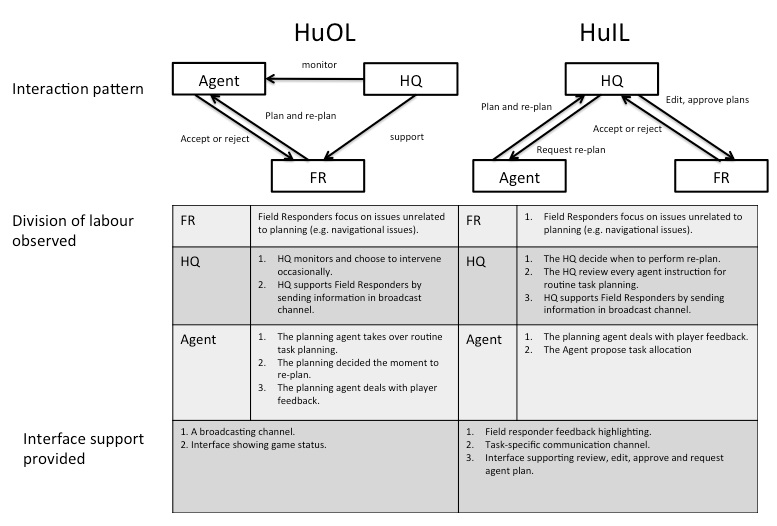 HuOL
HuIL
Interaction pattern
Agent
monitor
HQ
Plan and re-plan
Accept or reject
support
FR
HQ
Plan and re-plan
Edit, approve plans
Accept or reject
Request re-plan
Agent
FR
Division of labour
observed
FR
Field Responders focus on issues unrelated
to planning (e.g. navigational issues).
FR
1. Field Responders focus on issues unrelated to
planning (e.g. navigational issues).
HQ
1. HQ monitors and choose to intervene
occasionally.
2. HQ supports Field Responders by
sending information in broadcast
channel.
HQ
1. The HQ decide when to perform re-plan.
2. The HQ review every agent instruction for
routine task planning.
3. HQ supports Field Responders by sending
information in broadcast channel.
Agent
1. The planning agent takes over routine
task planning.
2. The planning decided the moment to
re-plan.
3. The planning agent deals with player
feedback.
Agent
1. The planning agent deals with player feedback.
2. The Agent propose task allocation
Interface support
provided
1. A broadcasting channel.
2. Interface showing game status.
1. Field responder feedback highlighting.
2. Task-specific communication channel.
3. Interface supporting review, edit, approve and request
agent plan.